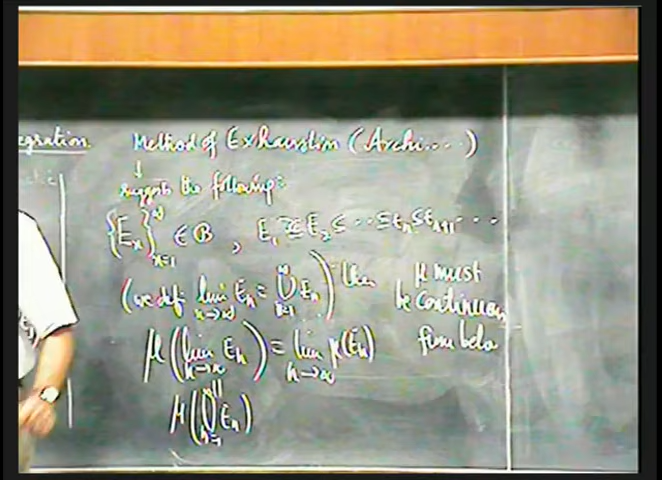 egration.
Method of Exhaustion (Archi....)
↓
suggests the following:
{E_n}_{n=1}^∞ ∈ B , E_1 ⊆ E_2 ⊆ ... ⊆ E_n ⊆ E_{n+1} ...
(we def: lim_{n→∞} E_n = ⋃_{n=1}^∞ E_n) then
μ must
be continuous
from belo
μ(lim_{n→∞} E_n) = lim_{n→∞} μ(E_n)
||
μ(⋃_{n=1}^∞ E_n)